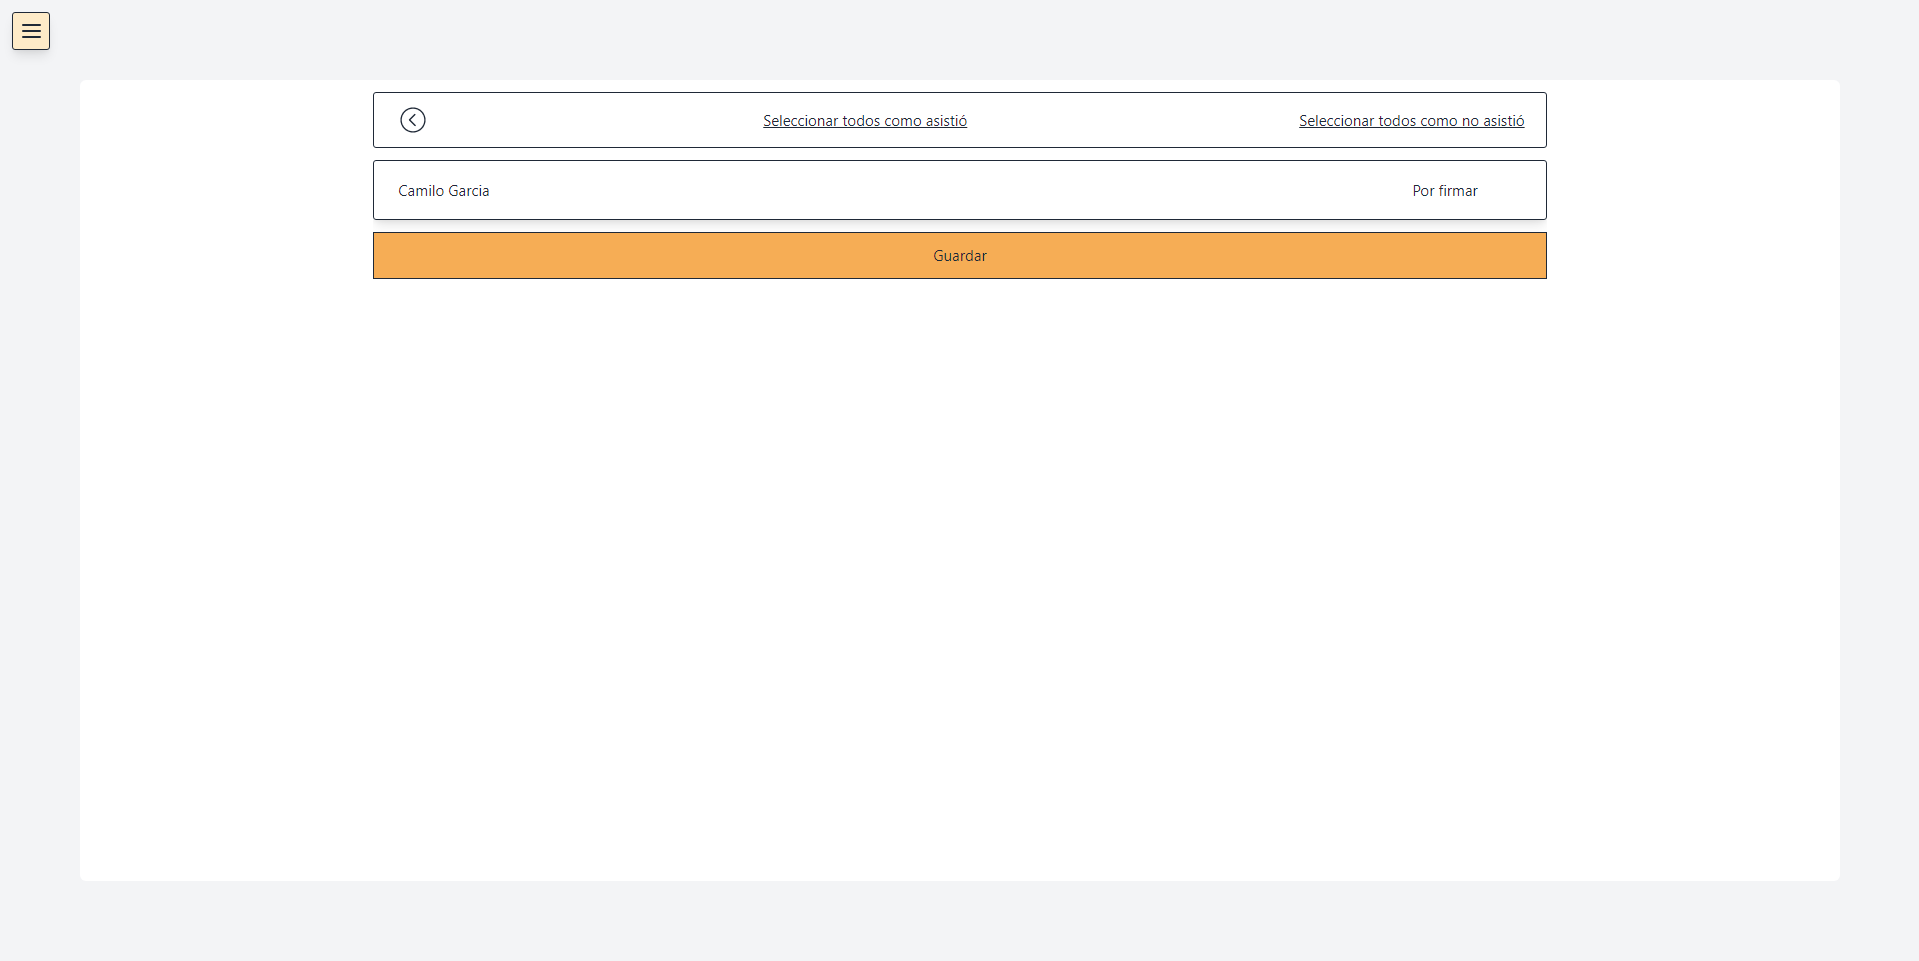 Seleccionar todos como asistió
Seleccionar todos como no asistió
Camilo Garcia
Por firmar
Guardar